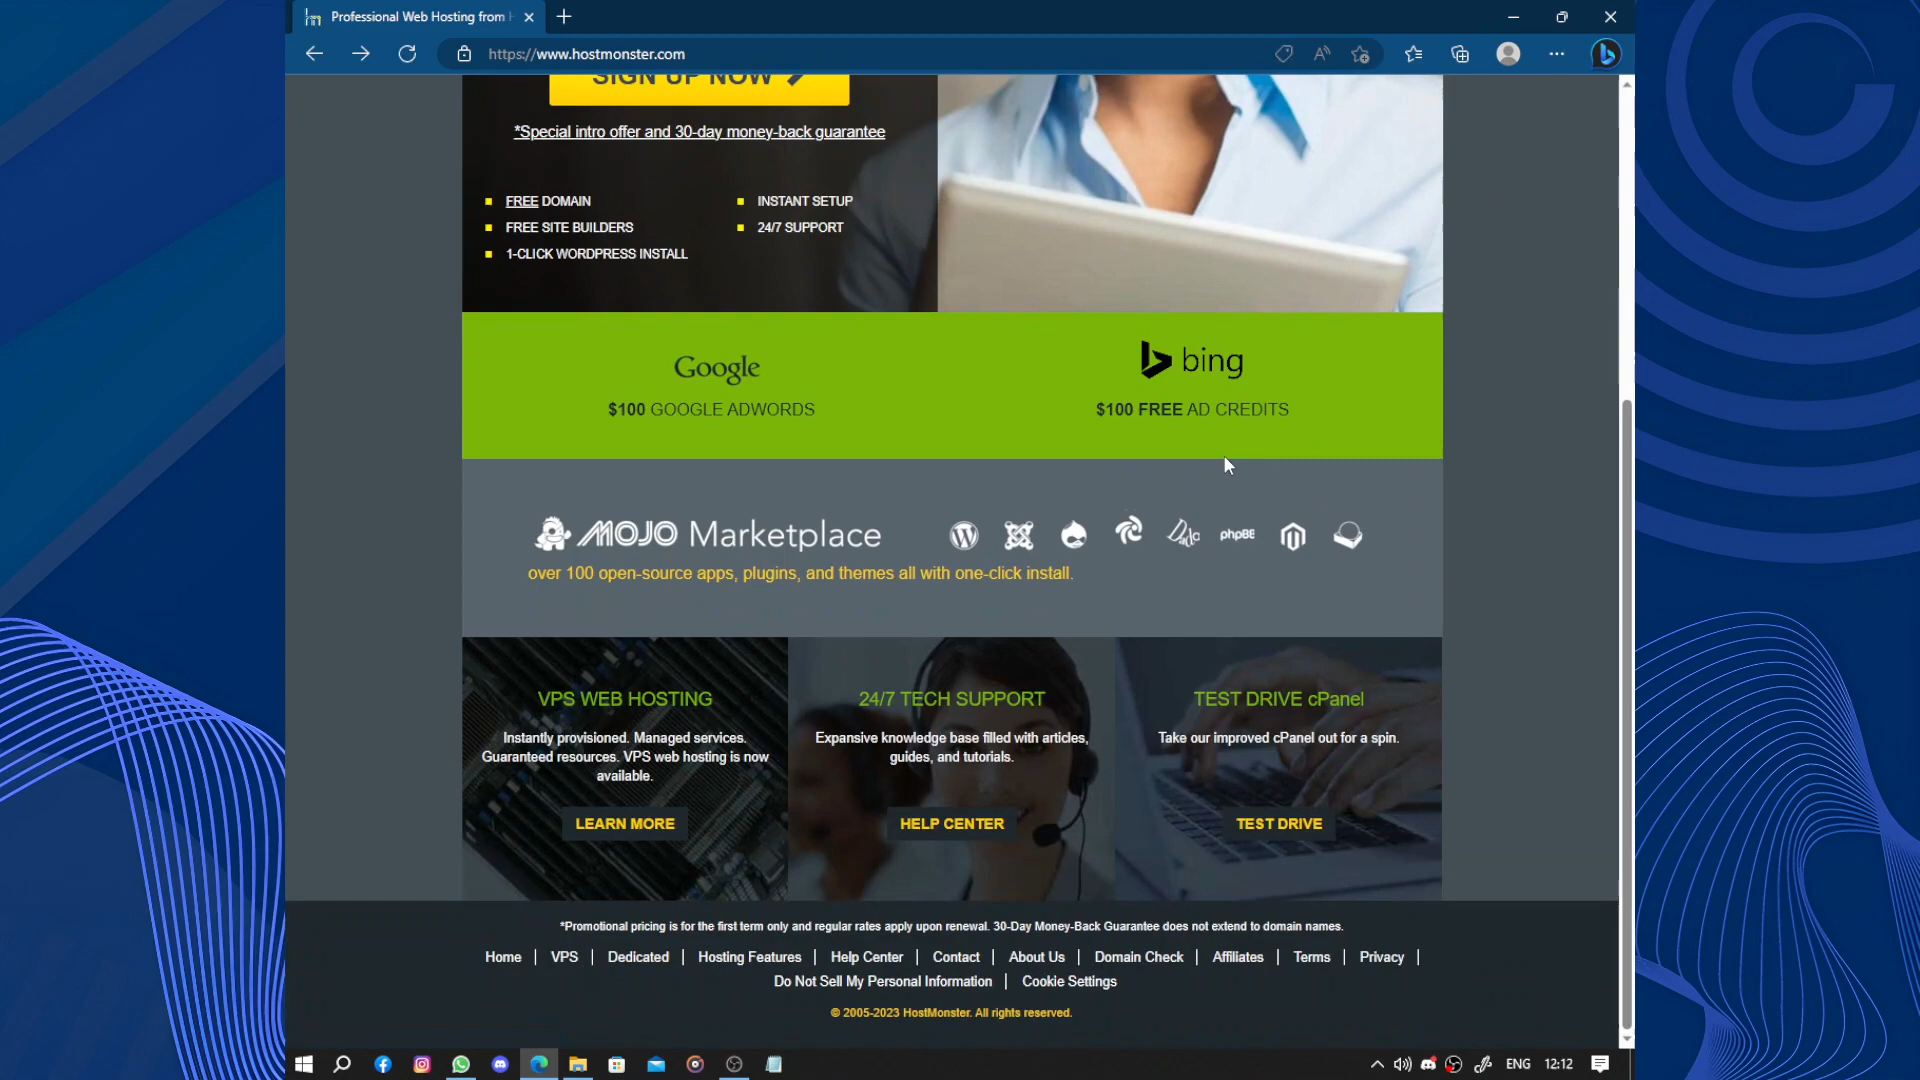 Professional Web Hosting from
https://www.hostmonster.com
SIGN UP NOW
*Special intro offer and 30-day money-back guarantee
FREE DOMAIN
FREE SITE BUILDERS
1-CLICK WORDPRESS INSTALL
INSTANT SETUP
24/7 SUPPORT
Google
$100 GOOGLE ADWORDS
bing
$100 FREE AD CREDITS
MOJO Marketplace
phpBB
over 100 open-source apps, plugins, and themes all with one-click install.
VPS WEB HOSTING
Instantly provisioned. Managed services.
Guaranteed resources. VPS web hosting is now
available.
LEARN MORE
24/7 TECH SUPPORT
Expansive knowledge base filled with articles,
guides, and tutorials.
HELP CENTER
TEST DRIVE cPanel
Take our improved cPanel out for a spin.
TEST DRIVE
*Promotional pricing is for the first term only and regular rates apply upon renewal. 30-Day Money-Back Guarantee does not extend to domain names.
Home | VPS | Dedicated | Hosting Features | Help Center | Contact | About Us | Domain Check | Affiliates | Terms | Privacy |
Do Not Sell My Personal Information | Cookie Settings
© 2005-2023 HostMonster. All rights reserved.
ENG 12:12